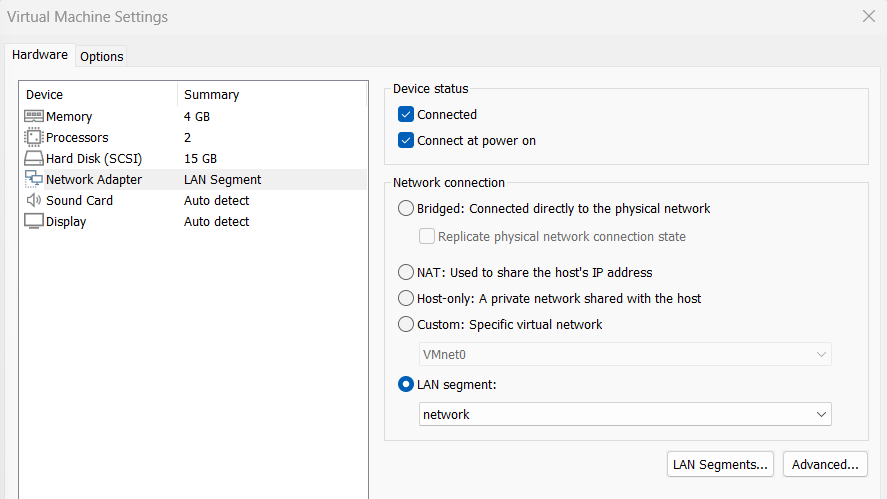 Virtual Machine Settings
Hardware
Options
Device Summary
Memory 4 GB
Processors 2
Hard Disk (SCSI) 15 GB
Network Adapter LAN Segment
Sound Card Auto detect
Display Auto detect
Device status
Connected
Connect at power on
Network connection
Bridged: Connected directly to the physical network
Replicate physical network connection state
NAT: Used to share the host's IP address
Host-only: A private network shared with the host
Custom: Specific virtual network
VMnet0
LAN segment:
network
LAN Segments... Advanced...